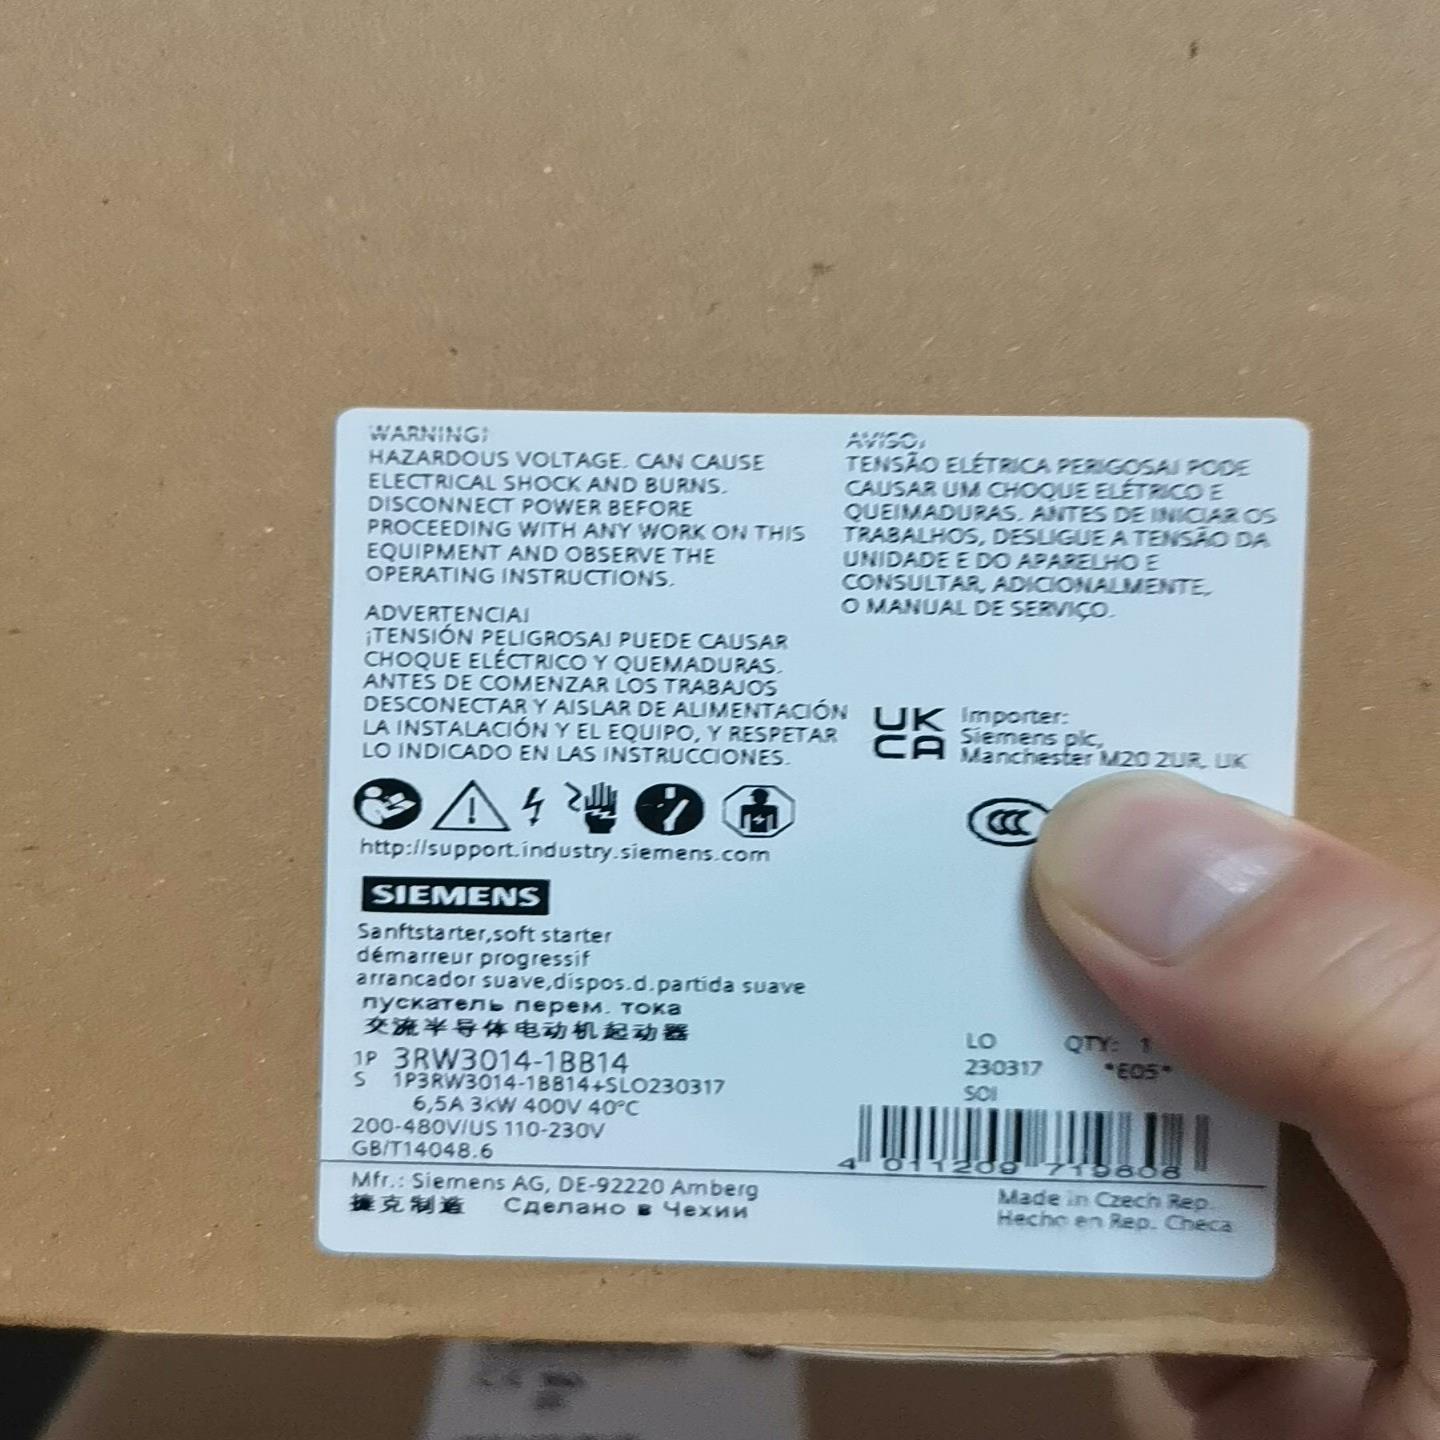 WARNING!
HAZARDOUS VOLTAGE. CAN CAUSE
ELECTRICAL SHOCK AND BURNS.
DISCONNECT POWER BEFORE
PROCEEDING WITH ANY WORK ON THIS
EQUIPMENT AND OBSERVE THE
OPERATING INSTRUCTIONS.
ADVERTENCIA!
¡TENSIÓN PELIGROSA! PUEDE CAUSAR
CHOQUE ELÉCTRICO Y QUEMADURAS.
ANTES DE COMENZAR LOS TRABAJOS
DESCONECTAR Y AISLAR DE ALIMENTACIÓN
LA INSTALACIÓN Y EL EQUIPO, Y RESPETAR
LO INDICADO EN LAS INSTRUCCIONES.
AVISO!
TENSÃO ELÉTRICA PERIGOSA! PODE
CAUSAR UM CHOQUE ELÉTRICO E
QUEIMADURAS. ANTES DE INICIAR OS
TRABALHOS, DESLIGUE A TENSÃO DA
UNIDADE E DO APARELHO E
CONSULTAR, ADICIONALMENTE,
O MANUAL DE SERVIÇO.
UK
CA
Importer:
Siemens plc,
Manchester M20 2UR, UK
CCC
http://support.industry.siemens.com
SIEMENS
Sanftstarter,soft starter
démarreur progressif
arrancador suave,dispos.d.partida suave
пускатель перем. тока
交流半导体电动机起动器
1P 3RW3014-1BB14
S 1P3RW3014-1BB14+SLO230317
6,5A 3kW 400V 40°C
200-480V/US 110-230V
GB/T14048.6
LO QTY: 1
230317 *E05*
SOI
4 011209 719808
Mfr.: Siemens AG, DE-92220 Amberg
捷克制造 Сделано в Чехии
Made in Czech Rep.
Hecho en Rep. Checa